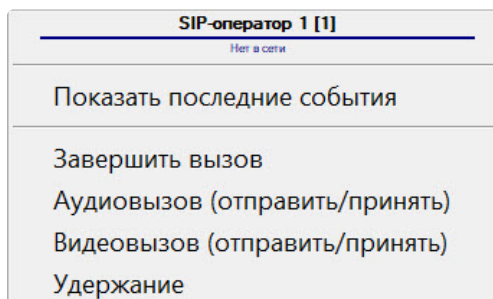 SIP-оператор 1 [1]
Нет в сети
Показать последние события
Завершить вызов
Аудиовызов (отправить/принять)
Видеовызов (отправить/принять)
Удержание